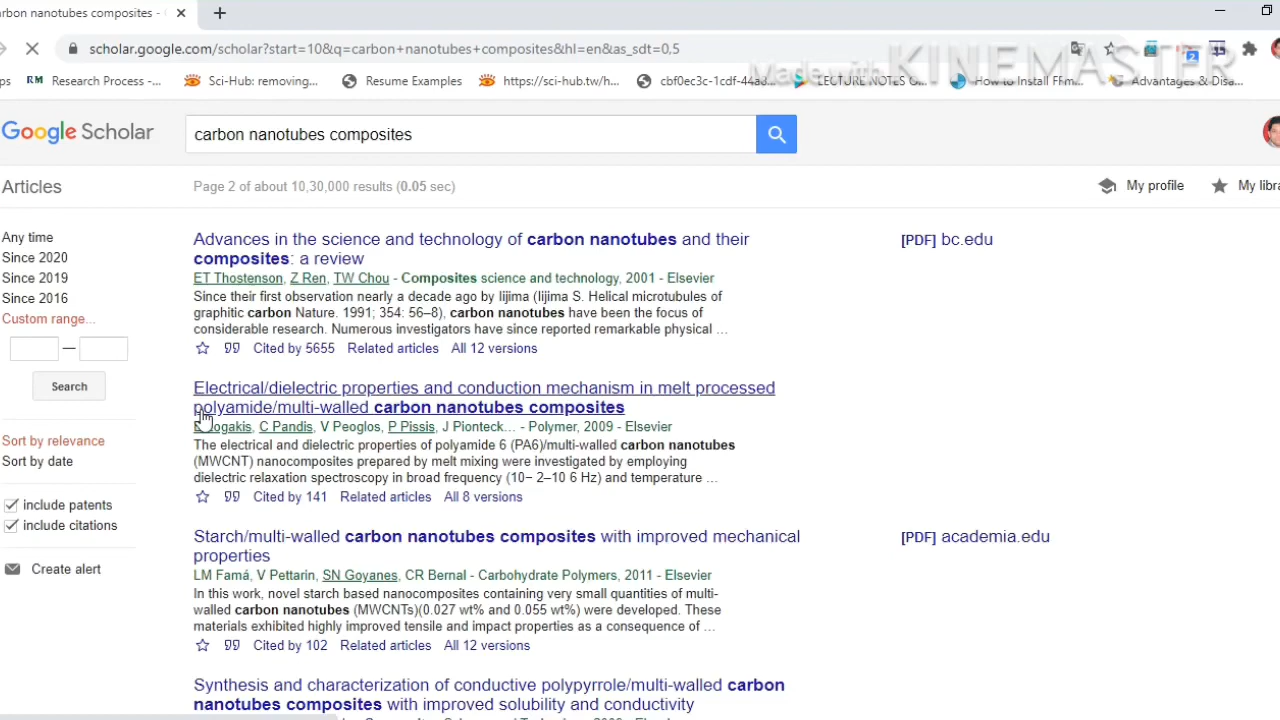 rbon nanotubes composites -
scholar.google.com/scholar?start=10&q=carbon+nanotubes+composites&hl=en&as_sdt=0,5
Made with KINEMASTER
ps RM Research Process -... Sci-Hub: removing... Resume Examples https://sci-hub.tw/h... cbf0ec3c-1cdf-44a8... LECTURE NOTES O... How to Install FFm... Advantages & Disa...
Google Scholar
carbon nanotubes composites
Articles
Page 2 of about 10,30,000 results (0.05 sec)
My profile
My libra
Any time
Since 2020
Since 2019
Since 2016
Custom range...
—
Search
Sort by relevance
Sort by date
include patents
include citations
Create alert
Advances in the science and technology of carbon nanotubes and their
composites: a review
[PDF] bc.edu
ET Thostenson, Z Ren, TW Chou - Composites science and technology, 2001 - Elsevier
Since their first observation nearly a decade ago by Iijima (Iijima S. Helical microtubules of
graphitic carbon Nature. 1991; 354: 56–8), carbon nanotubes have been the focus of
considerable research. Numerous investigators have since reported remarkable physical ...
Cited by 5655 Related articles All 12 versions
Electrical/dielectric properties and conduction mechanism in melt processed
polyamide/multi-walled carbon nanotubes composites
C Pandis, V Peoglos, P Pissis, J Pionteck... - Polymer, 2009 - Elsevier
The electrical and dielectric properties of polyamide 6 (PA6)/multi-walled carbon nanotubes
(MWCNT) nanocomposites prepared by melt mixing were investigated by employing
dielectric relaxation spectroscopy in broad frequency (10− 2–10 6 Hz) and temperature ...
Cited by 141 Related articles All 8 versions
Starch/multi-walled carbon nanotubes composites with improved mechanical
properties
[PDF] academia.edu
LM Famá, V Pettarin, SN Goyanes, CR Bernal - Carbohydrate Polymers, 2011 - Elsevier
In this work, novel starch based nanocomposites containing very small quantities of multi-
walled carbon nanotubes (MWCNTs)(0.027 wt% and 0.055 wt%) were developed. These
materials exhibited highly improved tensile and impact properties as a consequence of ...
Cited by 102 Related articles All 12 versions
Synthesis and characterization of conductive polypyrrole/multi-walled carbon
nanotubes composites with improved solubility and conductivity